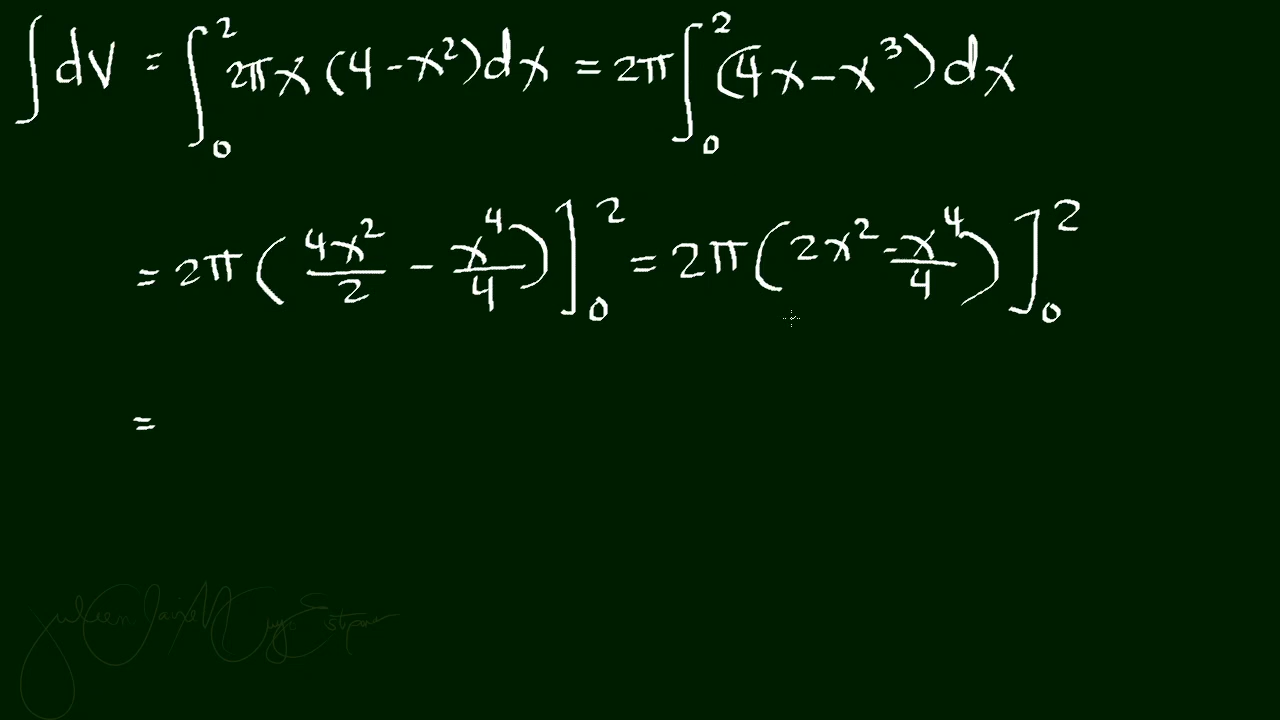 ∫dV = ∫₀² 2πx(4-x²)dx = 2π∫₀² (4x-x³)dx
= 2π(4x²/2 - x⁴/4)]₀² = 2π(2x² - x⁴/4)]₀²
=